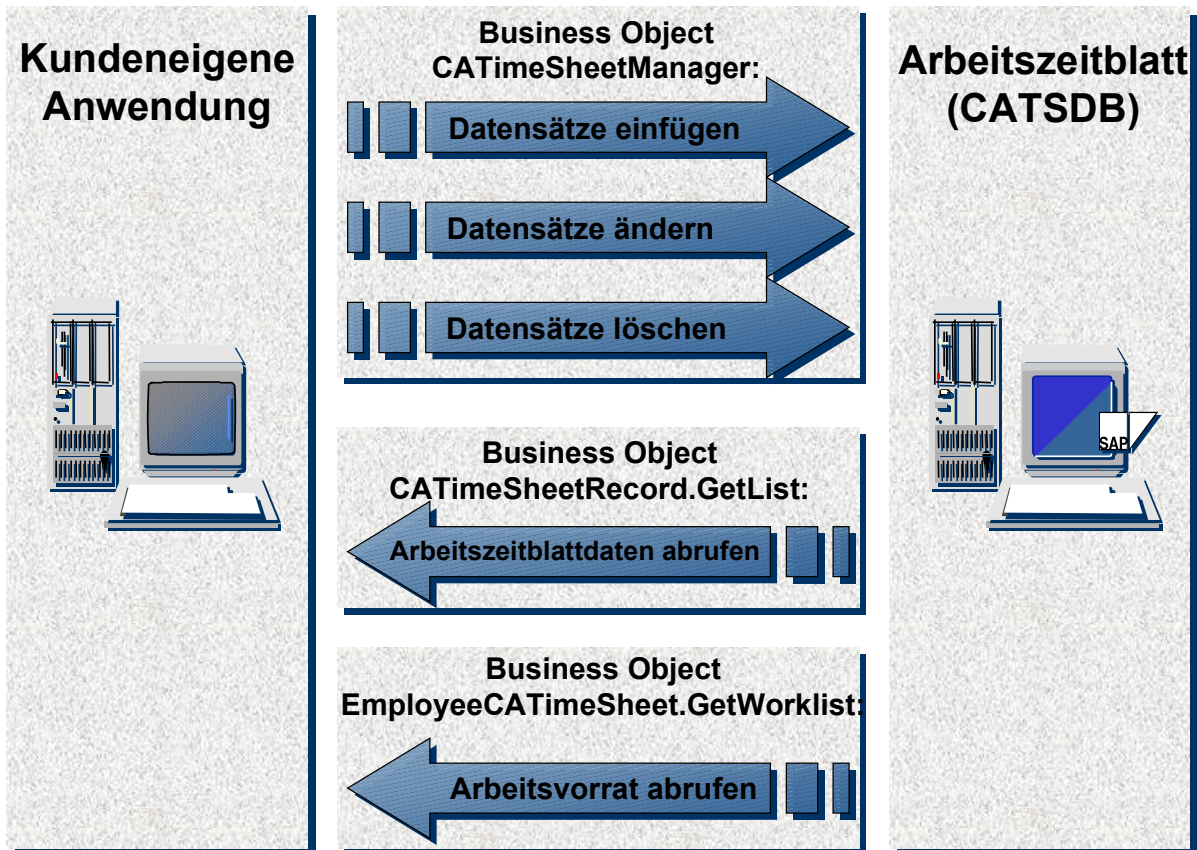 Kundeneigene
Anwendung
Business Object
CATimeSheetManager:
Datensätze einfügen
Datensätze ändern
Datensätze löschen
Business Object
CATimeSheetRecord.GetList:
Arbeitszeitblattdaten abrufen
Business Object
EmployeeCATimeSheet.GetWorklist:
Arbeitsvorrat abrufen
Arbeitszeitblatt
(CATSDB)
SAP